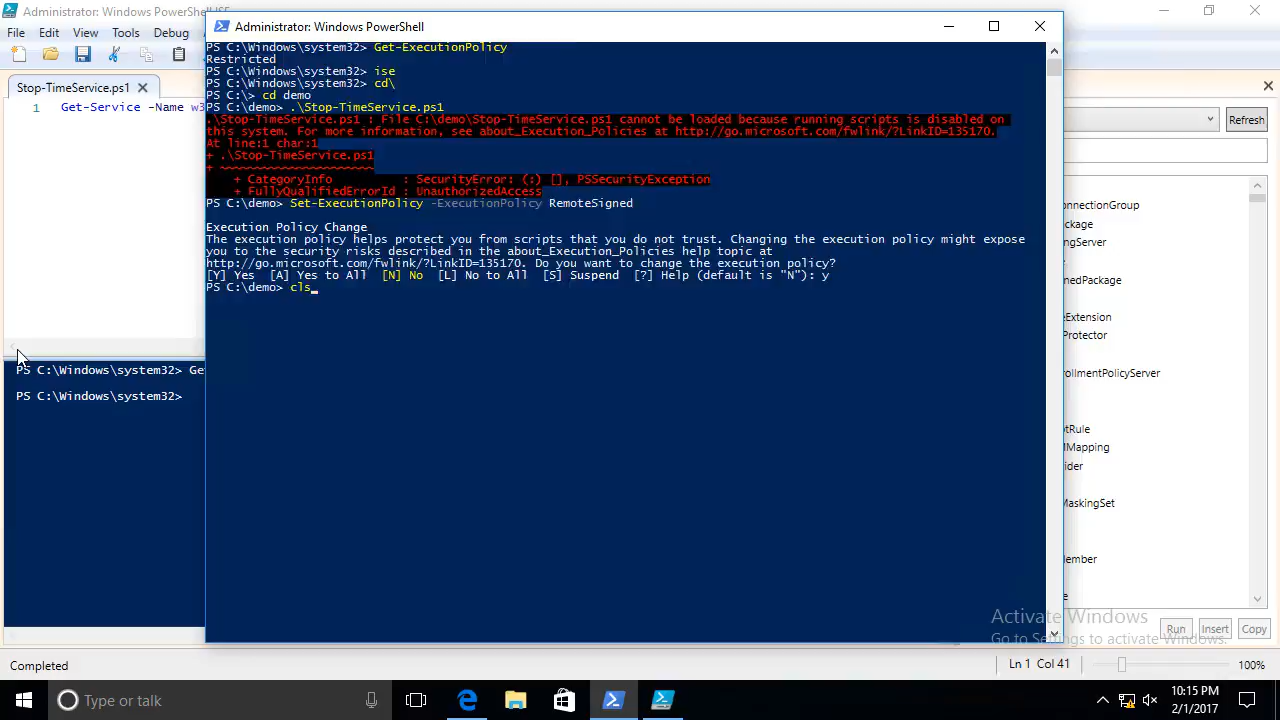 Administrator: Windows PowerShell ISE
File Edit View Tools Debug
Stop-TimeService.ps1
1 Get-Service -Name w3
PS C:\Windows\system32> Get
PS C:\Windows\system32>
Completed
Administrator: Windows PowerShell
PS C:\Windows\system32> Get-ExecutionPolicy
Restricted
PS C:\Windows\system32> ise
PS C:\Windows\system32> cd\
PS C:\> cd demo
PS C:\demo> .\Stop-TimeService.ps1
.\Stop-TimeService.ps1 : File C:\demo\Stop-TimeService.ps1 cannot be loaded because running scripts is disabled on
this system. For more information, see about_Execution_Policies at http://go.microsoft.com/fwlink/?LinkID=135170.
At line:1 char:1
+ .\Stop-TimeService.ps1
+ ~~~~~~~~~~~~~~~~~~~~~~
+ CategoryInfo : SecurityError: (:) [], PSSecurityException
+ FullyQualifiedErrorId : UnauthorizedAccess
PS C:\demo> Set-ExecutionPolicy -ExecutionPolicy RemoteSigned
Execution Policy Change
The execution policy helps protect you from scripts that you do not trust. Changing the execution policy might expose
you to the security risks described in the about_Execution_Policies help topic at
http://go.microsoft.com/fwlink/?LinkID=135170. Do you want to change the execution policy?
[Y] Yes [A] Yes to All [N] No [L] No to All [S] Suspend [?] Help (default is "N"): y
PS C:\demo> cls_
Refresh
onnectionGroup
ackage
ingServer
medPackage
eExtension
Protector
rollmentPolicyServer
otRule
MMapping
ider
MaskingSet
ember
e
Run Insert Copy
Activate Windows
Go to Settings to activate Windows.
Ln 1 Col 41
100%
Type or talk
10:15 PM
2/1/2017